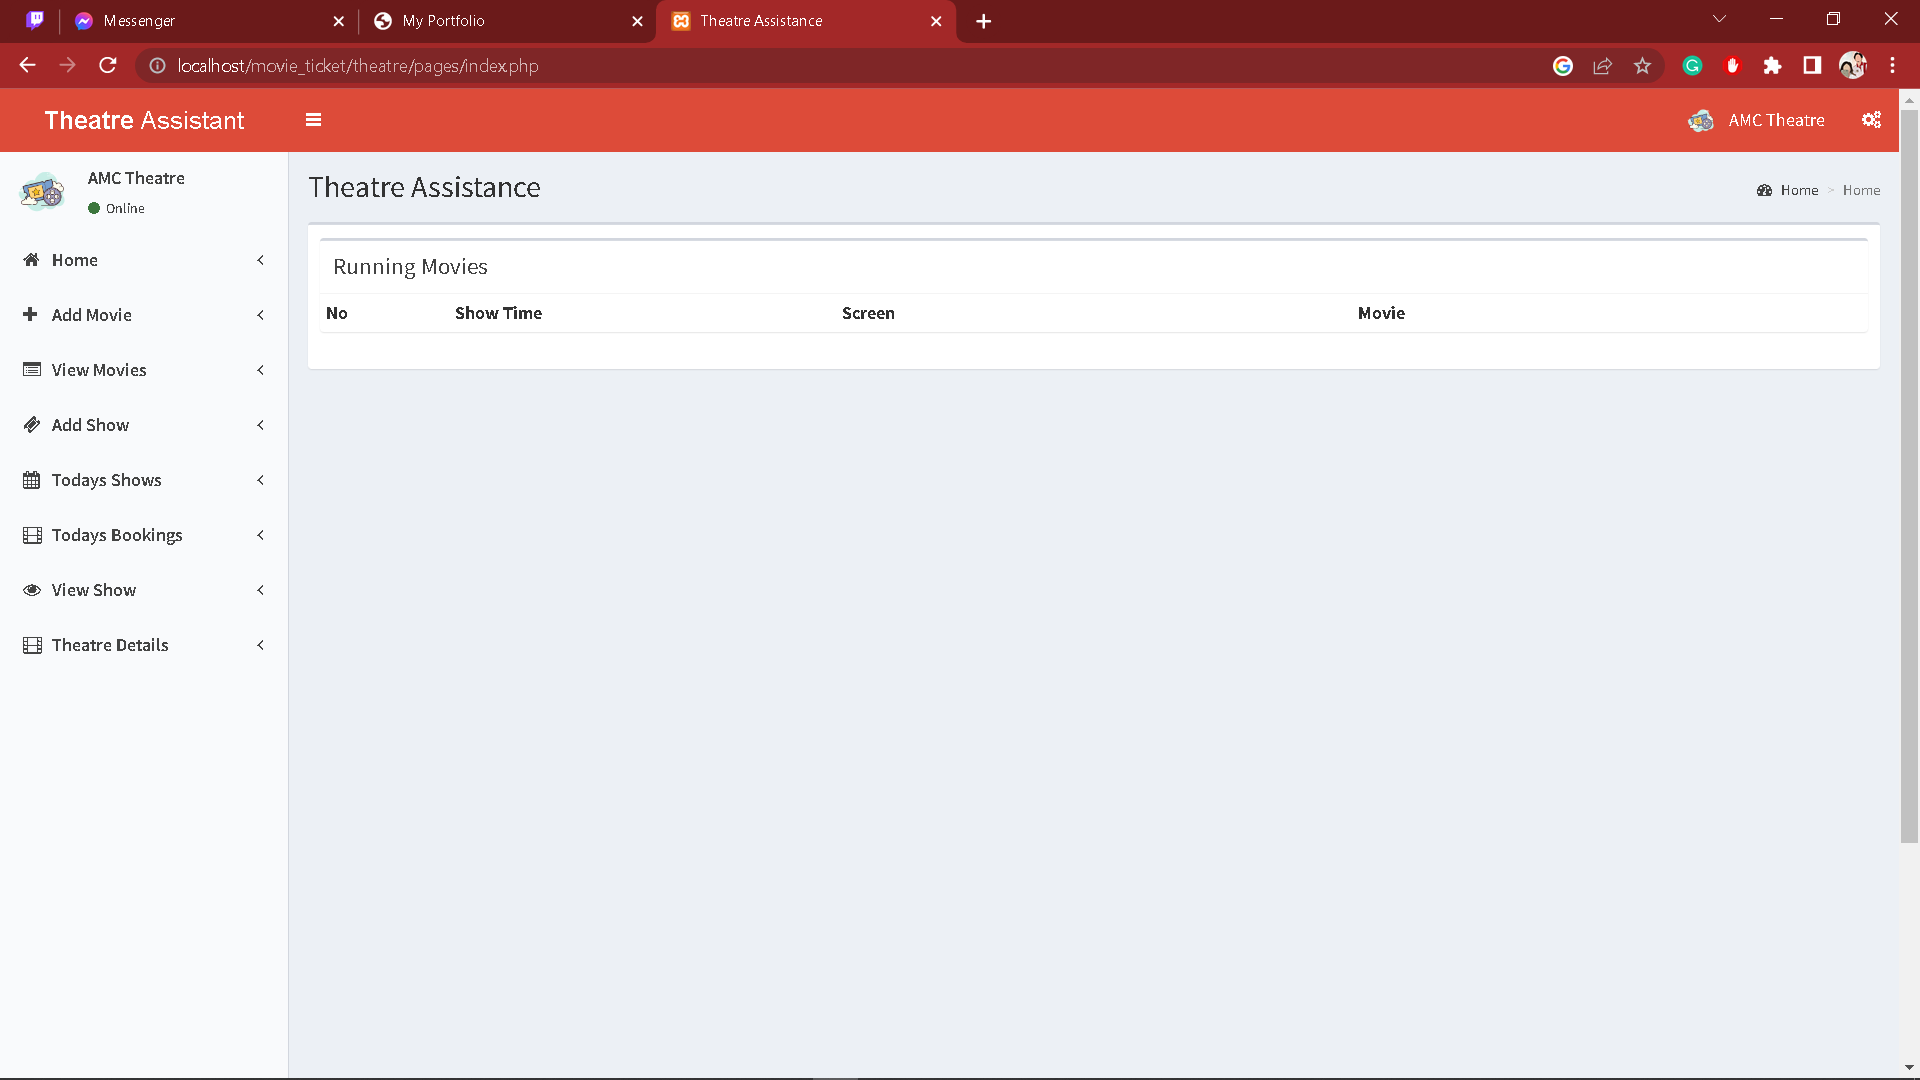 Messenger
My Portfolio
Theatre Assistance
localhost/movie_ticket/theatre/pages/index.php
Theatre Assistant
AMC Theatre
AMC Theatre
Online
Theatre Assistance
Home > Home
Home
Add Movie
View Movies
Add Show
Todays Shows
Todays Bookings
View Show
Theatre Details
Running Movies
No Show Time Screen Movie